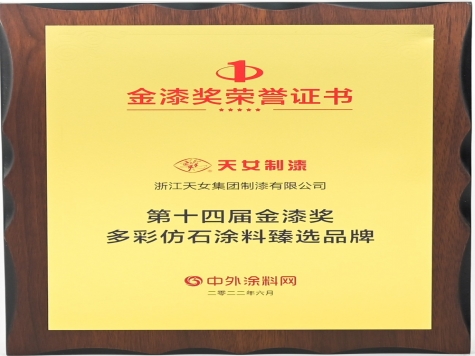 金漆奖荣誉证书
天女制漆
浙江天女集团制漆有限公司
第十四届金漆奖
多彩仿石涂料臻选品牌
中外涂料网
二零二二年六月